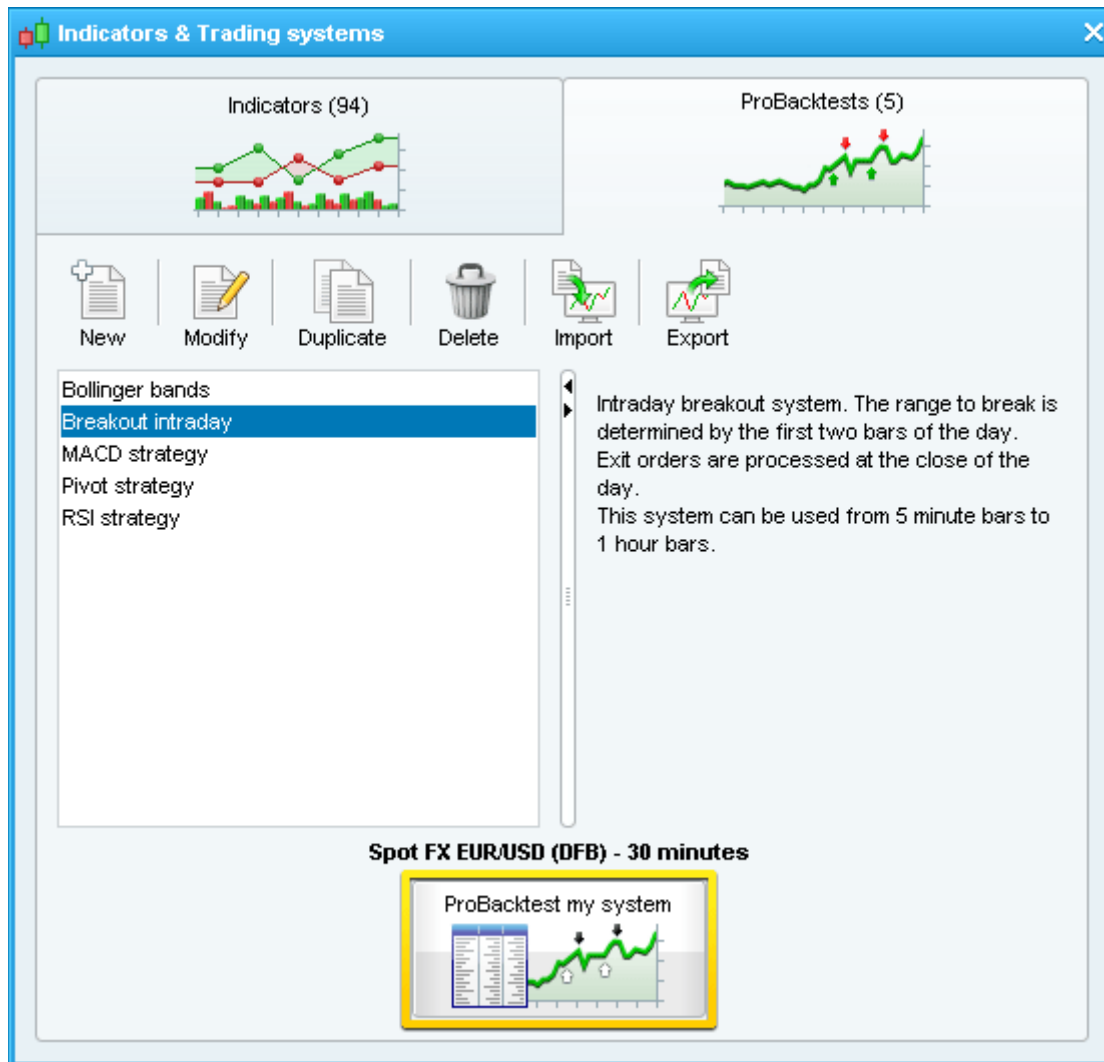 Indicators & Trading systems
Indicators (94)
ProBacktests (5)
New
Modify
Duplicate
Delete
Import
Export
Bollinger bands
Breakout intraday
MACD strategy
Pivot strategy
RSI strategy
Intraday breakout system. The range to break is
determined by the first two bars of the day.
Exit orders are processed at the close of the
day.
This system can be used from 5 minute bars to
1 hour bars.
Spot FX EUR/USD (DFB) - 30 minutes
ProBacktest my system